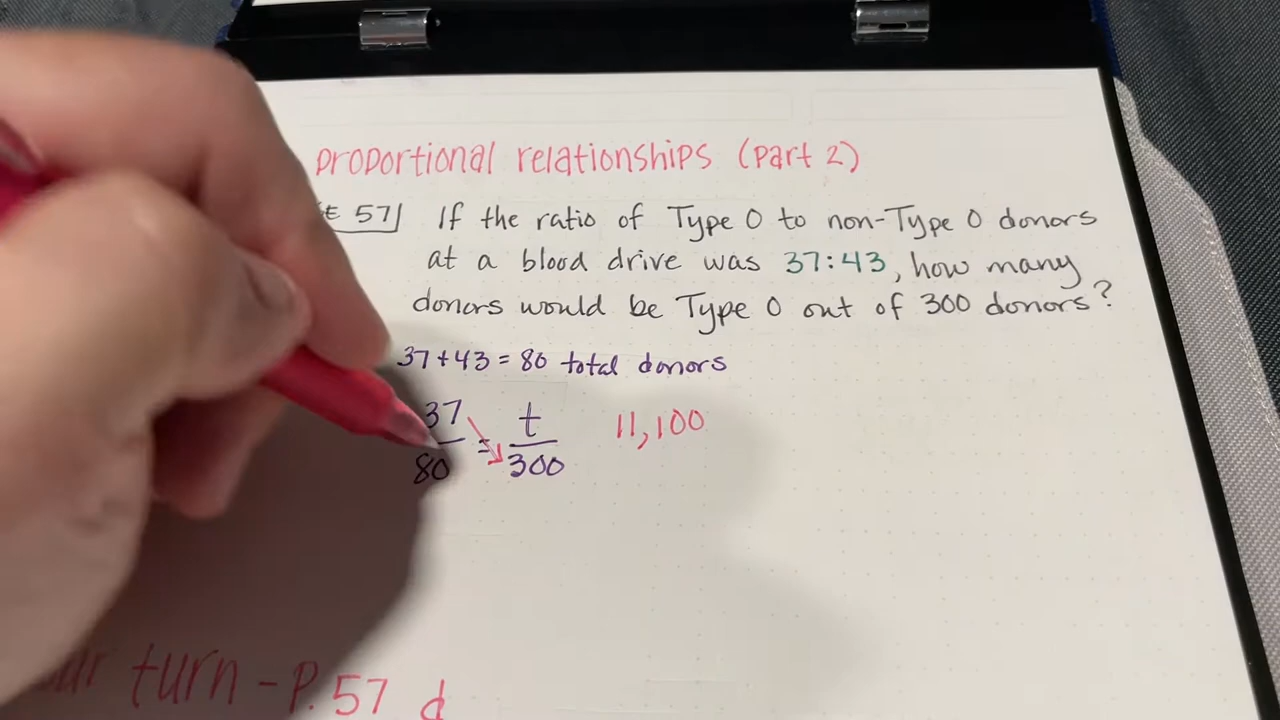 proportional relationships (part 2)
57 If the ratio of Type O to non-Type O donors
at a blood drive was 37:43, how many
donors would be Type O out of 300 donors?
37+43 = 80 total donors
37 = t 11,100
80 300
turn - P. 57 d